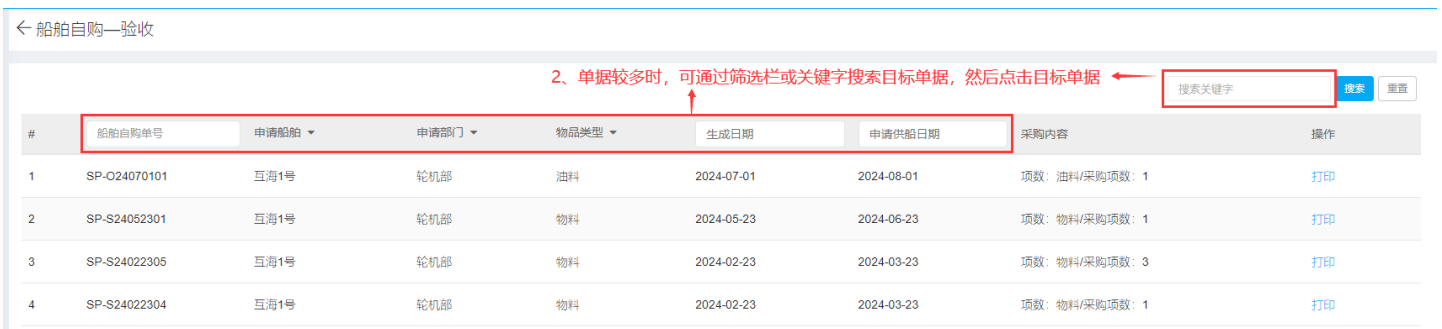 船舶自购—验收
2、单据较多时，可通过筛选栏或关键字搜索目标单据，然后点击目标单据
搜索关键字 搜索 重置
# 船舶自购单号 申请船舶 申请部门 物品类型 生成日期 申请供船日期 采购内容 操作
1 SP-O24070101 互海1号 轮机部 油料 2024-07-01 2024-08-01 项数：油料/采购项数：1 打印
2 SP-S24052301 互海1号 轮机部 物料 2024-05-23 2024-06-23 项数：物料/采购项数：1 打印
3 SP-S24022305 互海1号 轮机部 物料 2024-02-23 2024-03-23 项数：物料/采购项数：3 打印
4 SP-S24022304 互海1号 轮机部 物料 2024-02-23 2024-03-23 项数：物料/采购项数：1 打印